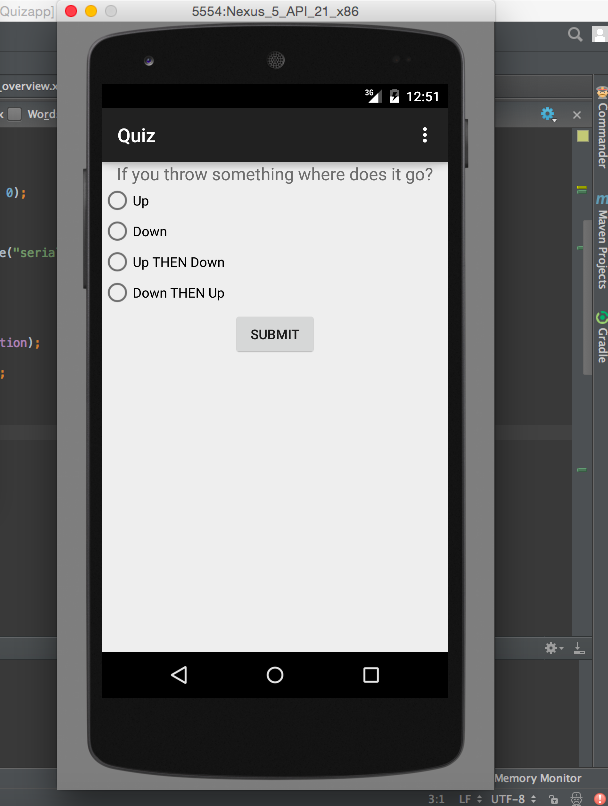 Quizapp]
5554:Nexus_5_API_21_x86
_overview.x
x Word
Commander
Maven Projects
Gradle
3G 12:51
Quiz
If you throw something where does it go?
Up
Down
Up THEN Down
Down THEN Up
SUBMIT
0);
e("seria
tion);
;
Memory Monitor
3:1 LF UTF-8